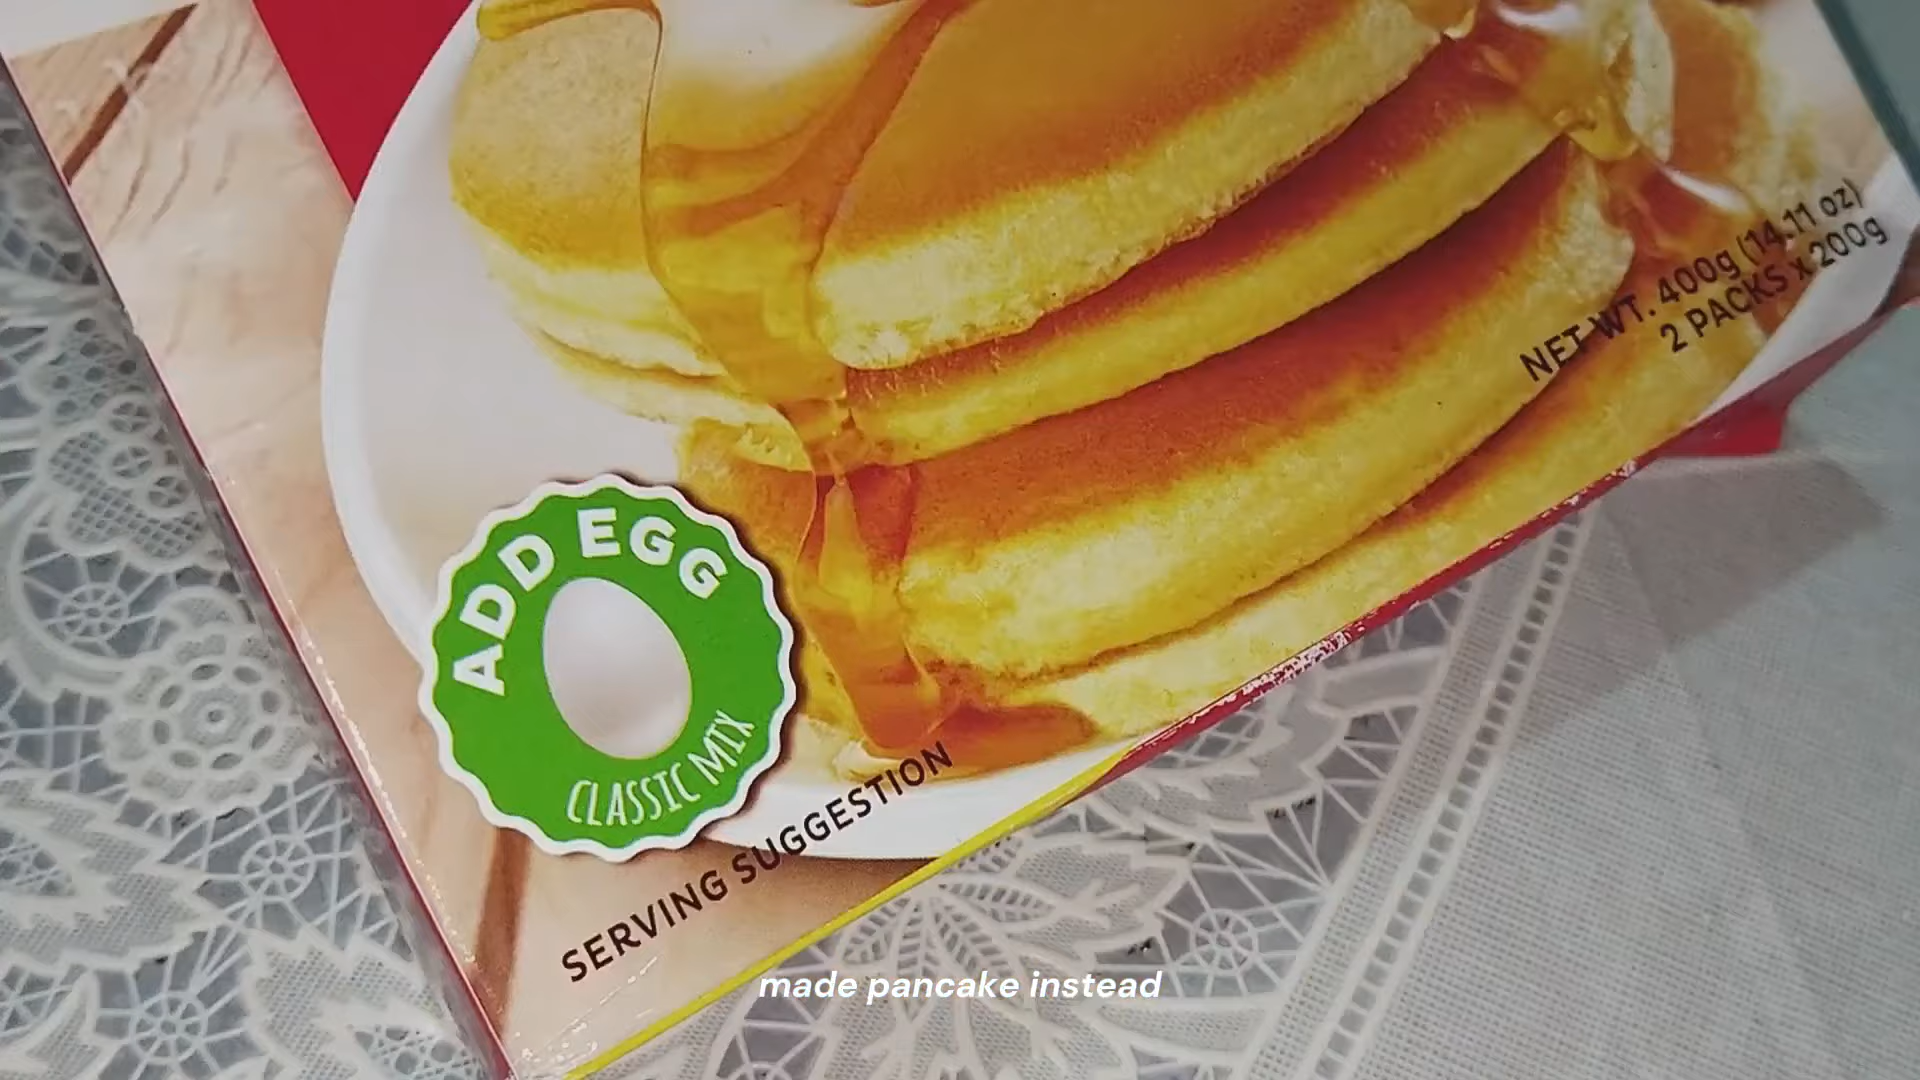 NET WT. 400g (14.11 oz)
2 PACKS x 200g
ADD EGG
CLASSIC MIX
SERVING SUGGESTION
made pancake instead